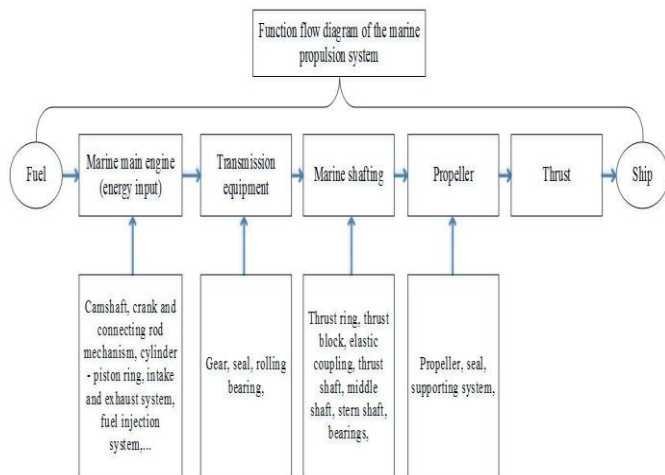 Function flow diagram of the marine
propulsion system
Fuel
Marine main engine
(energy input)
Transmission
equipment
Marine shafting
Propeller
Thrust
Ship
Camshaft, crank and
connecting rod
mechanism, cylinder
- piston ring, intake
and exhaust system,
fuel injection
system,...
Gear, seal, rolling
bearing,
Thrust ring, thrust
block, elastic
coupling, thrust
shaft, middle
shaft, stern shaft,
bearings,
Propeller, seal,
supporting system,